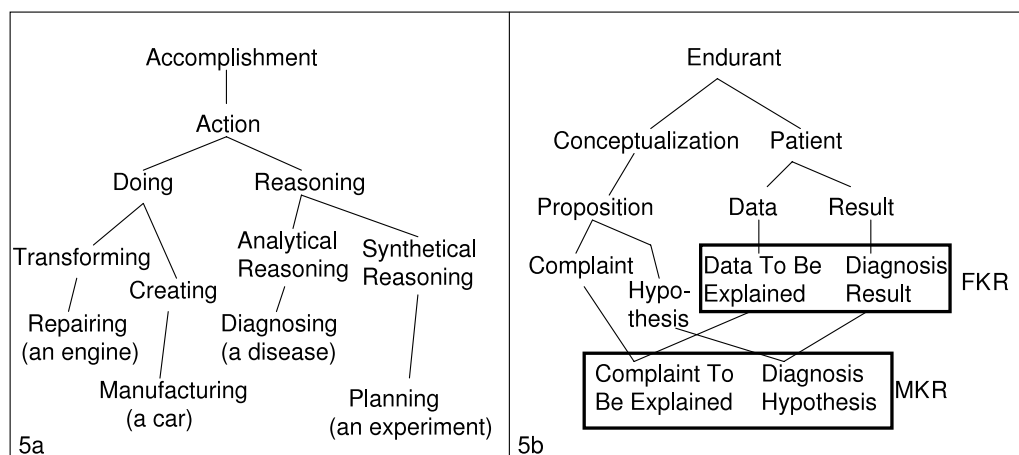 Accomplishment
Action
Doing
Reasoning
Transforming
Creating
Analytical
Reasoning
Synthetical
Reasoning
Repairing
(an engine)
Manufacturing
(a car)
Diagnosing
(a disease)
Planning
(an experiment)
5a
Endurant
Conceptualization
Patient
Proposition
Data
Result
Complaint
Hypo-
thesis
Data To Be
Explained
Diagnosis
Result
FKR
Complaint To
Be Explained
Diagnosis
Hypothesis
MKR
5b